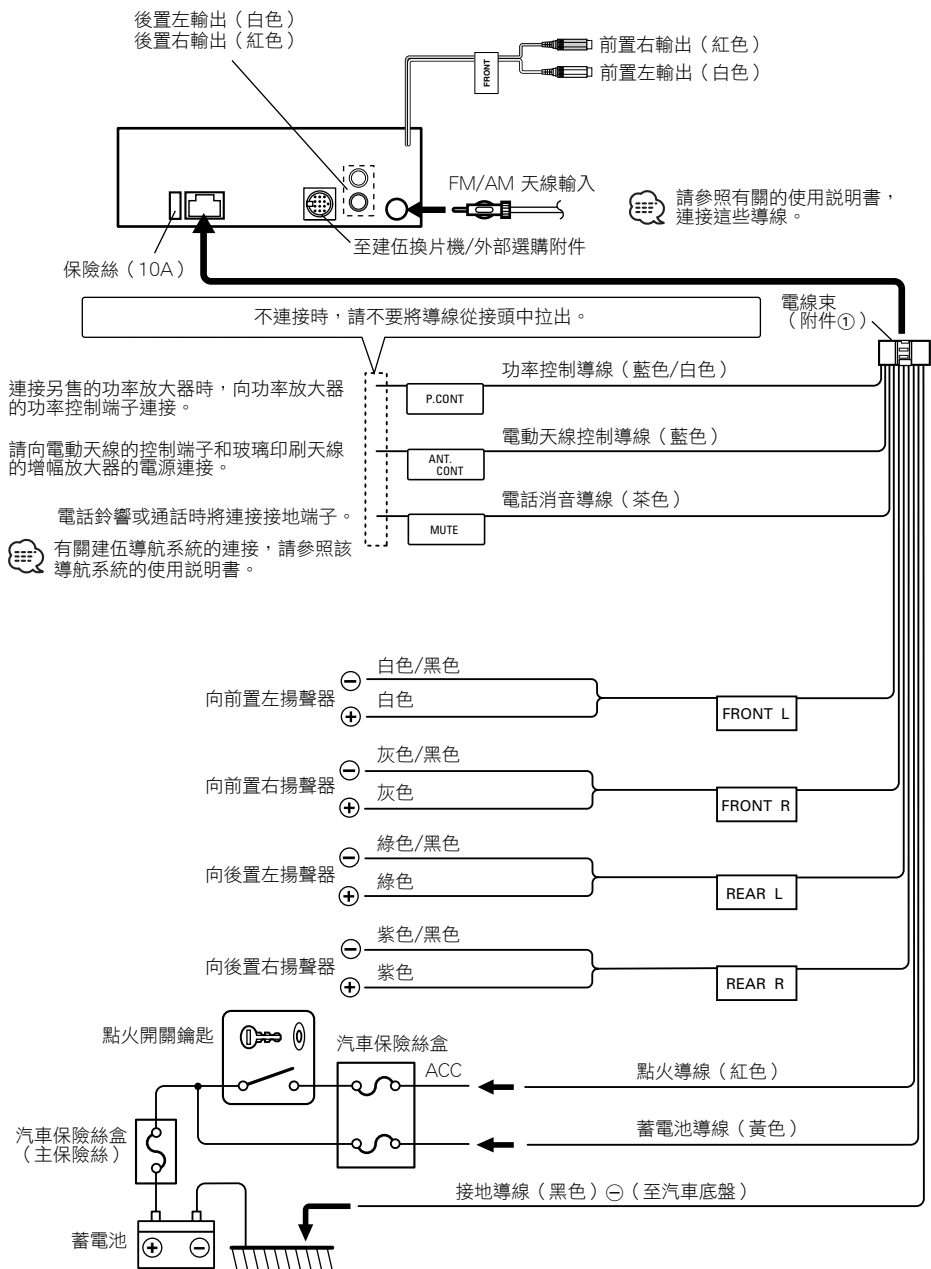 後置左輸出（白色）
後置右輸出（紅色）
FRONT
前置右輸出（紅色）
前置左輸出（白色）
FM/AM 天線輸入
請參照有關的使用説明書，
連接這些導線。
至建伍換片機/外部選購附件
保險絲（10A）
不連接時，請不要將導線從接頭中拉出。
電線束
（附件①）
連接另售的功率放大器時，向功率放大器
的功率控制端子連接。
功率控制導線（藍色/白色）
P.CONT
請向電動天線的控制端子和玻璃印刷天線
的增幅放大器的電源連接。
電動天線控制導線（藍色）
ANT.
CONT
電話鈴響或通話時將連接接地端子。
電話消音導線（茶色）
MUTE
有關建伍導航系統的連接，請參照該
導航系統的使用説明書。
向前置左揚聲器
⊖ 白色/黑色
⊕ 白色
FRONT L
向前置右揚聲器
⊖ 灰色/黑色
⊕ 灰色
FRONT R
向後置左揚聲器
⊖ 綠色/黑色
⊕ 綠色
REAR L
向後置右揚聲器
⊖ 紫色/黑色
⊕ 紫色
REAR R
點火開關鑰匙
汽車保險絲盒
ACC
點火導線（紅色）
汽車保險絲盒
（主保險絲）
蓄電池導線（黃色）
接地導線（黑色）⊖（至汽車底盤）
蓄電池
⊕ ⊖